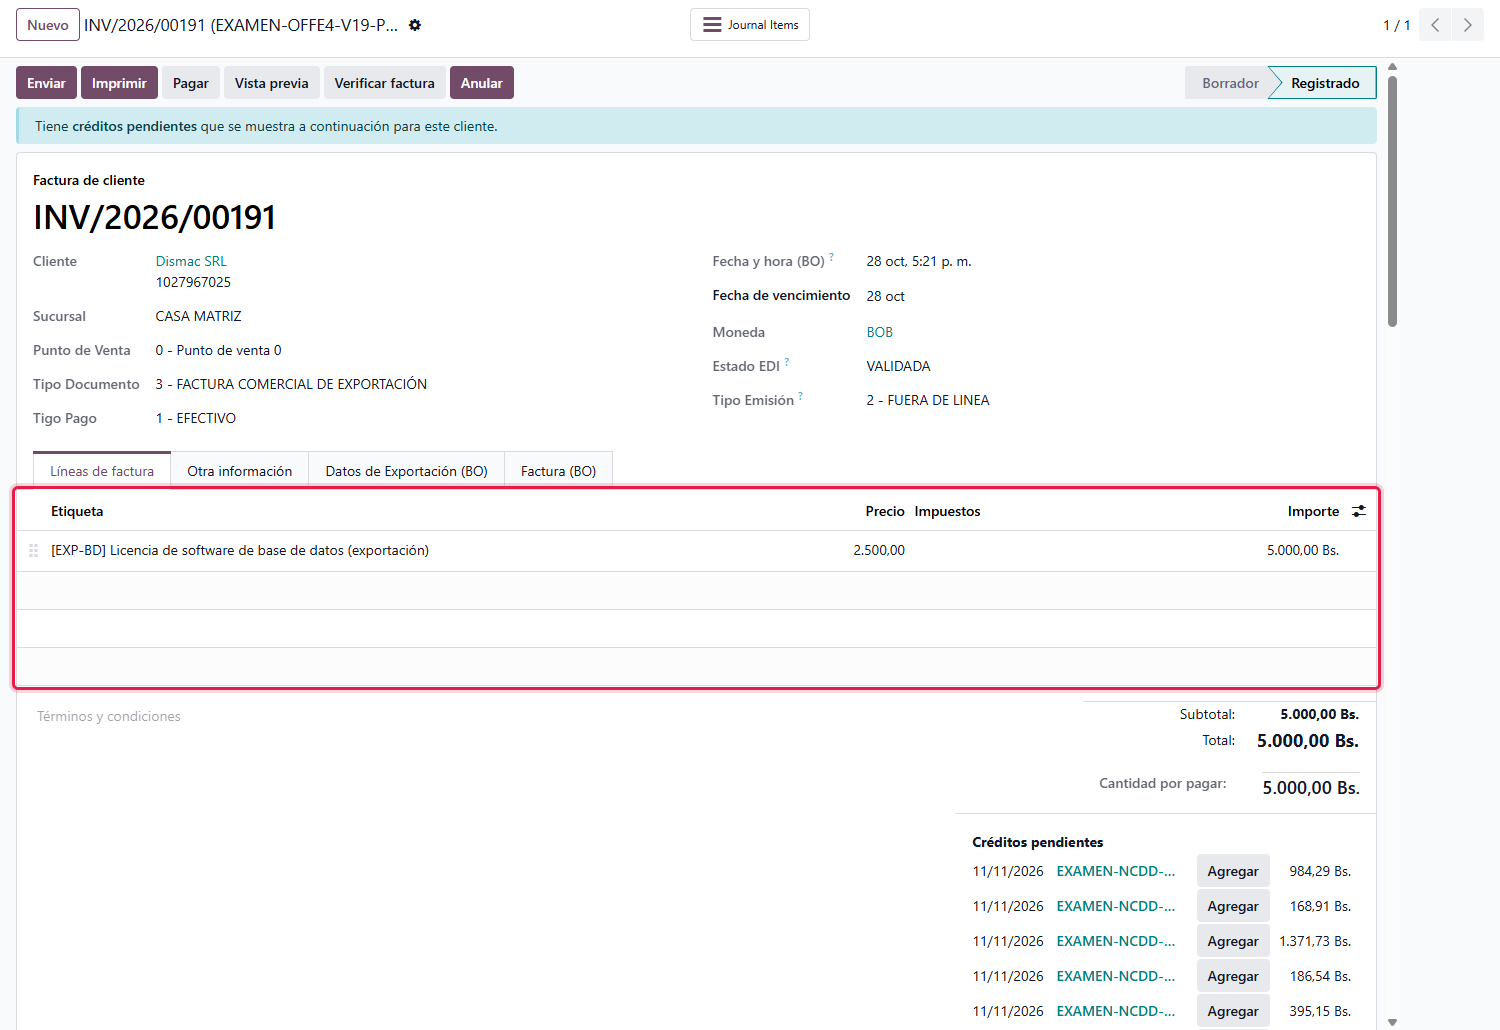 Nuevo INV/2026/00191 (EXAMEN-OFFE4-V19-P... Journal Items 1 / 1
Enviar Imprimir Pagar Vista previa Verificar factura Anular Borrador Registrado
Tiene créditos pendientes que se muestra a continuación para este cliente.
Factura de cliente
INV/2026/00191
Cliente Dismac SRL
1027967025
Sucursal CASA MATRIZ
Punto de Venta 0 - Punto de venta 0
Tipo Documento 3 - FACTURA COMERCIAL DE EXPORTACIÓN
Tigo Pago 1 - EFECTIVO
Fecha y hora (BO) ? 28 oct, 5:21 p. m.
Fecha de vencimiento 28 oct
Moneda BOB
Estado EDI ? VALIDADA
Tipo Emisión ? 2 - FUERA DE LINEA
Líneas de factura Otra información Datos de Exportación (BO) Factura (BO)
Etiqueta Precio Impuestos Importe
[EXP-BD] Licencia de software de base de datos (exportación) 2.500,00 5.000,00 Bs.
Términos y condiciones
Subtotal: 5.000,00 Bs.
Total: 5.000,00 Bs.
Cantidad por pagar: 5.000,00 Bs.
Créditos pendientes
11/11/2026 EXAMEN-NCDD-... Agregar 984,29 Bs.
11/11/2026 EXAMEN-NCDD-... Agregar 168,91 Bs.
11/11/2026 EXAMEN-NCDD-... Agregar 1.371,73 Bs.
11/11/2026 EXAMEN-NCDD-... Agregar 186,54 Bs.
11/11/2026 EXAMEN-NCDD-... Agregar 395,15 Bs.